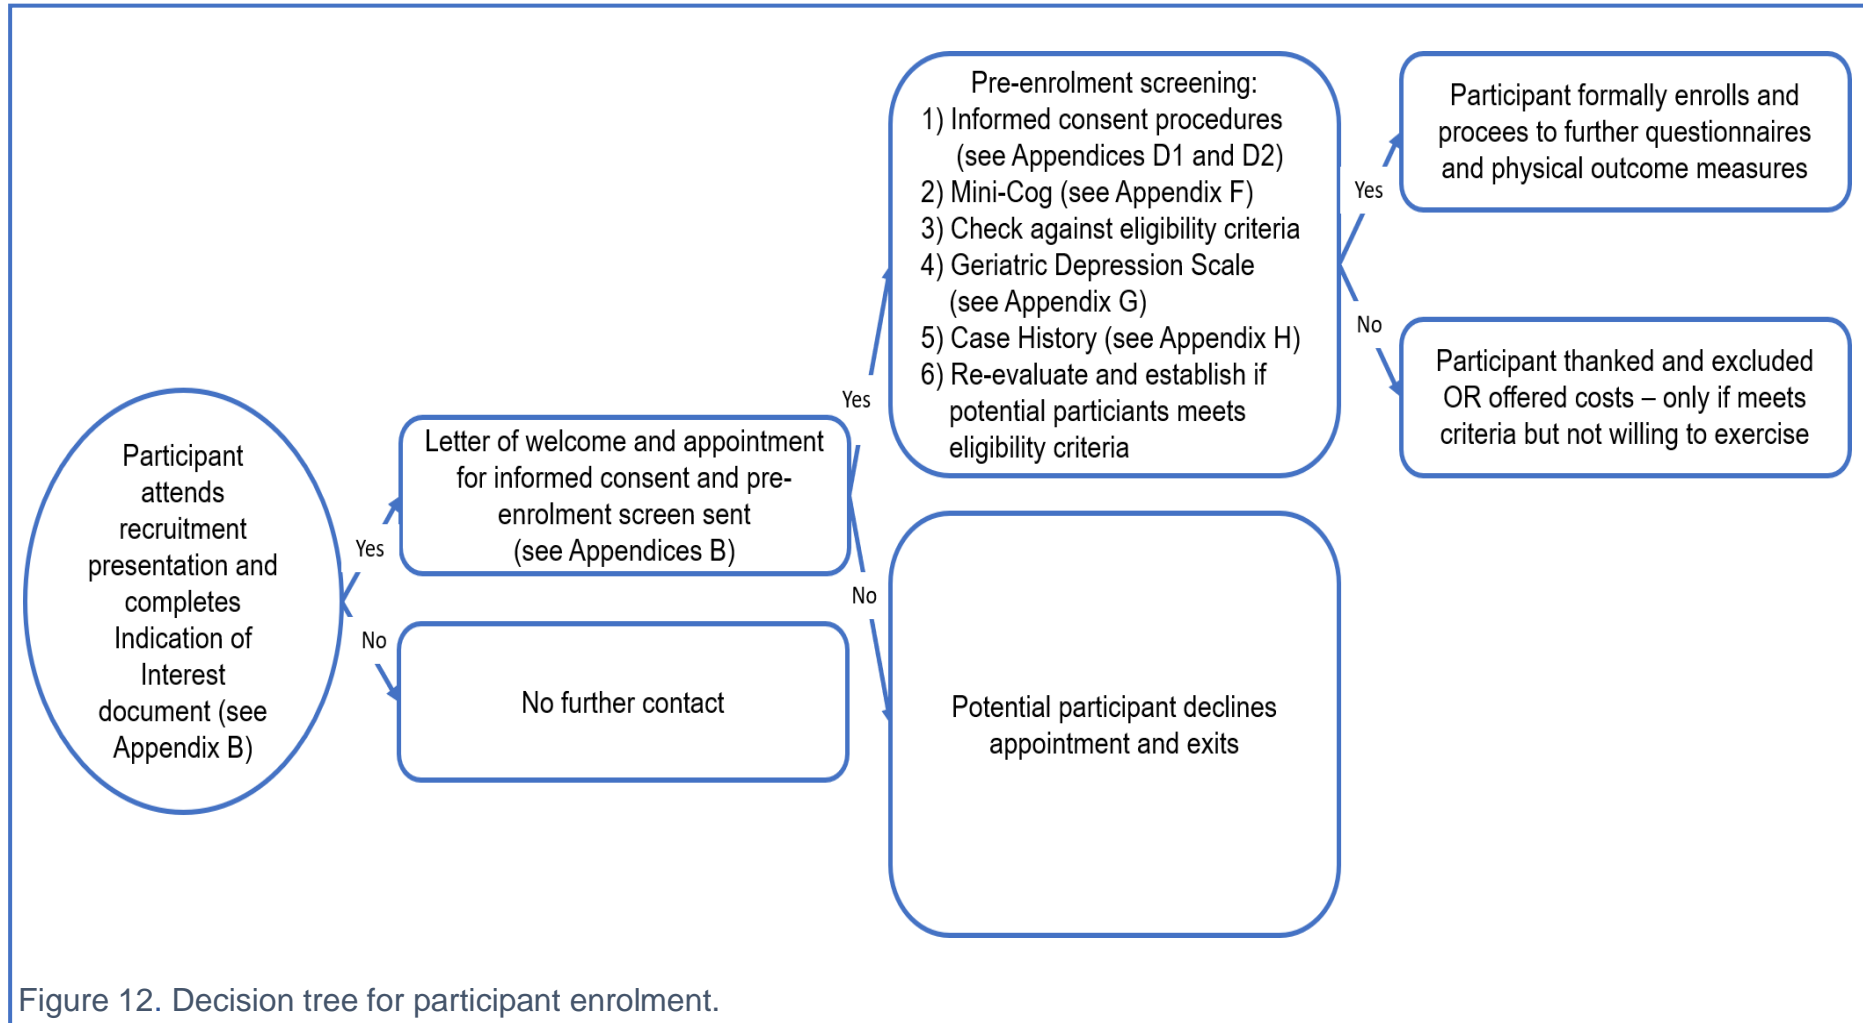 Participant
attends
recruitment
presentation and
completes
Indication of
Interest
document (see
Appendix B)
Yes
No
Letter of welcome and appointment
for informed consent and pre-
enrolment screen sent
(see Appendices B)
No further contact
Yes
No
Pre-enrolment screening:
1) Informed consent procedures
(see Appendices D1 and D2)
2) Mini-Cog (see Appendix F)
3) Check against eligibility criteria
4) Geriatric Depression Scale
(see Appendix G)
5) Case History (see Appendix H)
6) Re-evaluate and establish if
potential particiants meets
eligibility criteria
Potential participant declines
appointment and exits
Yes
No
Participant formally enrolls and
procees to further questionnaires
and physical outcome measures
Participant thanked and excluded
OR offered costs – only if meets
criteria but not willing to exercise
Figure 12. Decision tree for participant enrolment.